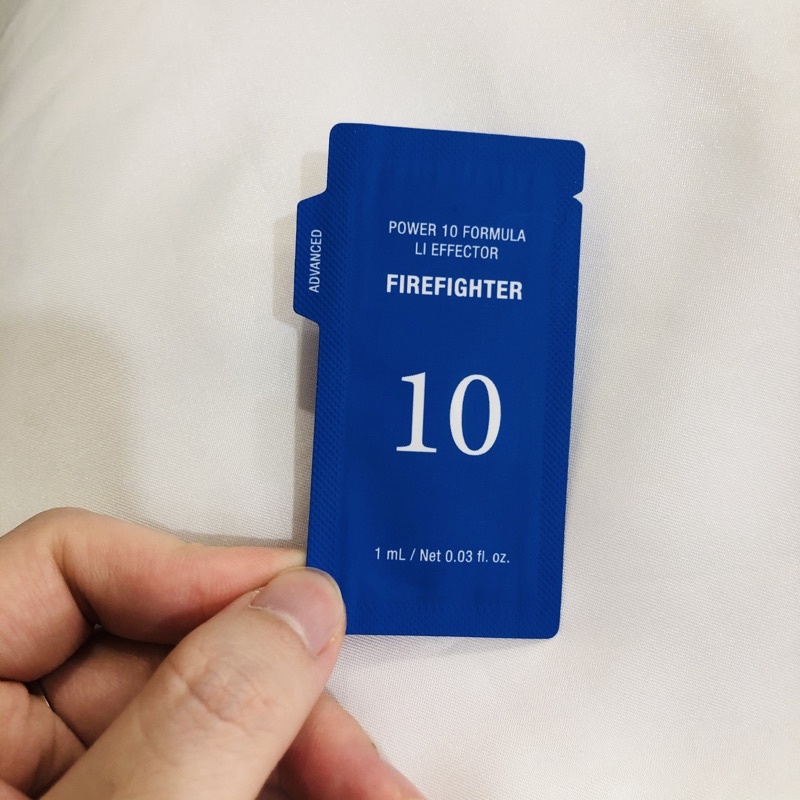 ADVANCED
POWER 10 FORMULA
LI EFFECTOR
FIREFIGHTER
10
1 mL / Net 0.03 fl. oz.